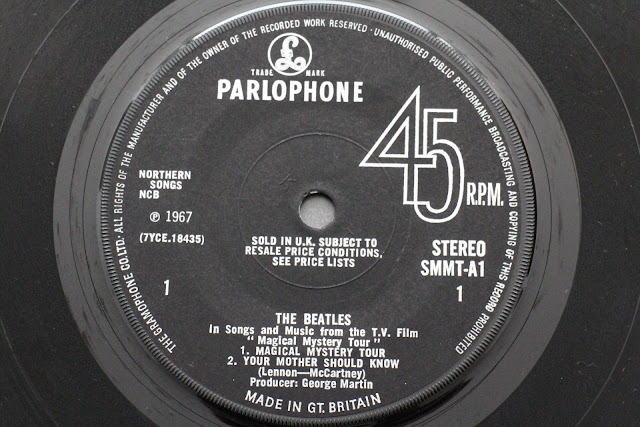 THE GRAMOPHONE CO. LTD. · ALL RIGHTS OF THE MANUFACTURER AND OF THE OWNER OF THE RECORDED WORK RESERVED · UNAUTHORISED PUBLIC PERFORMANCE BROADCASTING AND COPYING OF THIS RECORD PROHIBITED
£
TRADE MARK
PARLOPHONE
45 R.P.M.
NORTHERN
SONGS
NCB
℗ 1967
(7YCE.18435)
SOLD IN U.K. SUBJECT TO
RESALE PRICE CONDITIONS,
SEE PRICE LISTS
STEREO
SMMT-A1
1
1
THE BEATLES
In Songs and Music from the T.V. Film
"Magical Mystery Tour"
1. MAGICAL MYSTERY TOUR
2. YOUR MOTHER SHOULD KNOW
(Lennon—McCartney)
Producer: George Martin
MADE IN GT. BRITAIN